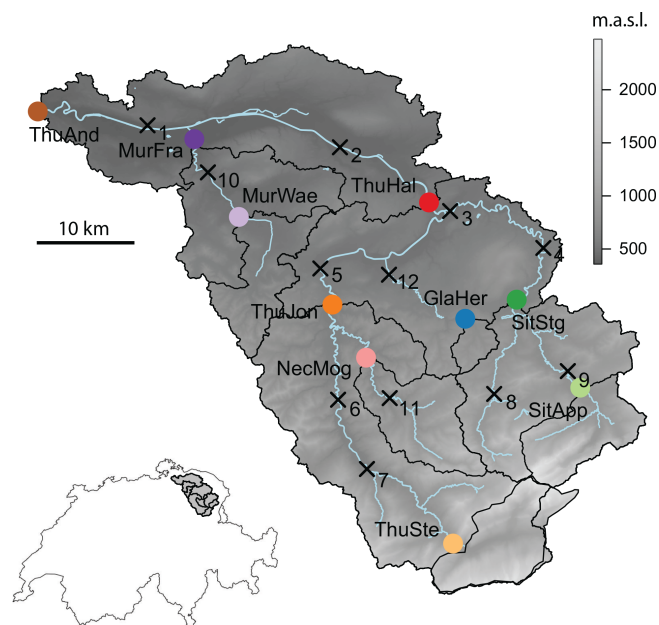 m.a.s.l.
2000
1500
1000
500
ThuAnd
1
MurFra
2
10
MurWae
ThuHal
3
10 km
4
5
12
ThuJon
GlaHer
SitStg
NecMog
9
6
11
8
SitApp
7
ThuSte